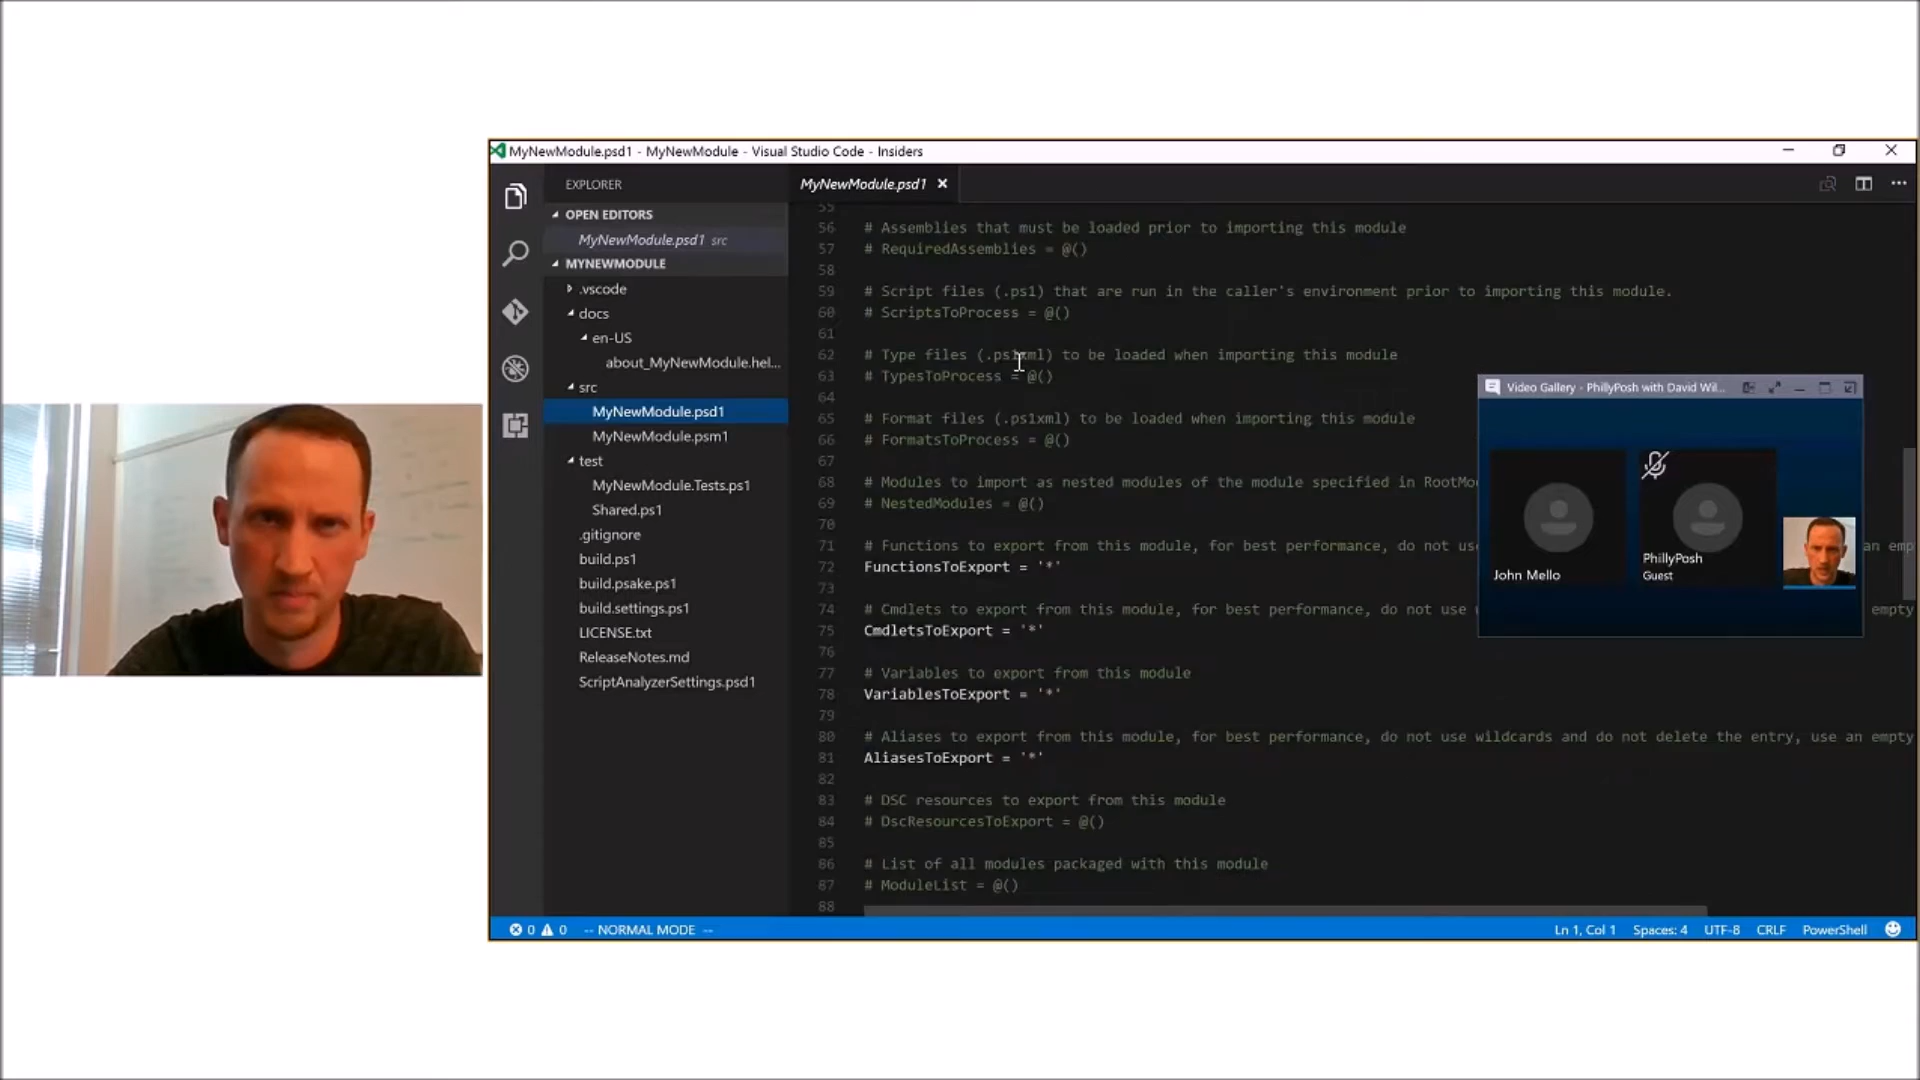 MyNewModule.psd1 - MyNewModule - Visual Studio Code - Insiders
EXPLORER
OPEN EDITORS
MyNewModule.psd1 src
MYNEWMODULE
.vscode
docs
en-US
about_MyNewModule.hel...
src
MyNewModule.psd1
MyNewModule.psm1
test
MyNewModule.Tests.ps1
Shared.ps1
.gitignore
build.ps1
build.psake.ps1
build.settings.ps1
LICENSE.txt
ReleaseNotes.md
ScriptAnalyzerSettings.psd1
MyNewModule.psd1
55
56 # Assemblies that must be loaded prior to importing this module
57 # RequiredAssemblies = @()
58
59 # Script files (.ps1) that are run in the caller's environment prior to importing this module.
60 # ScriptsToProcess = @()
61
62 # Type files (.ps1xml) to be loaded when importing this module
63 # TypesToProcess = @()
64
65 # Format files (.ps1xml) to be loaded when importing this module
66 # FormatsToProcess = @()
67
68 # Modules to import as nested modules of the module specified in RootMo
69 # NestedModules = @()
70
71 # Functions to export from this module, for best performance, do not us an emp
72 FunctionsToExport = '*'
73
74 # Cmdlets to export from this module, for best performance, do not use empty
75 CmdletsToExport = '*'
76
77 # Variables to export from this module
78 VariablesToExport = '*'
79
80 # Aliases to export from this module, for best performance, do not use wildcards and do not delete the entry, use an empty
81 AliasesToExport = '*'
82
83 # DSC resources to export from this module
84 # DscResourcesToExport = @()
85
86 # List of all modules packaged with this module
87 # ModuleList = @()
88
Video Gallery - PhillyPosh with David Wil...
John Mello
PhillyPosh
Guest
0 0 -- NORMAL MODE -- Ln 1, Col 1 Spaces: 4 UTF-8 CRLF PowerShell